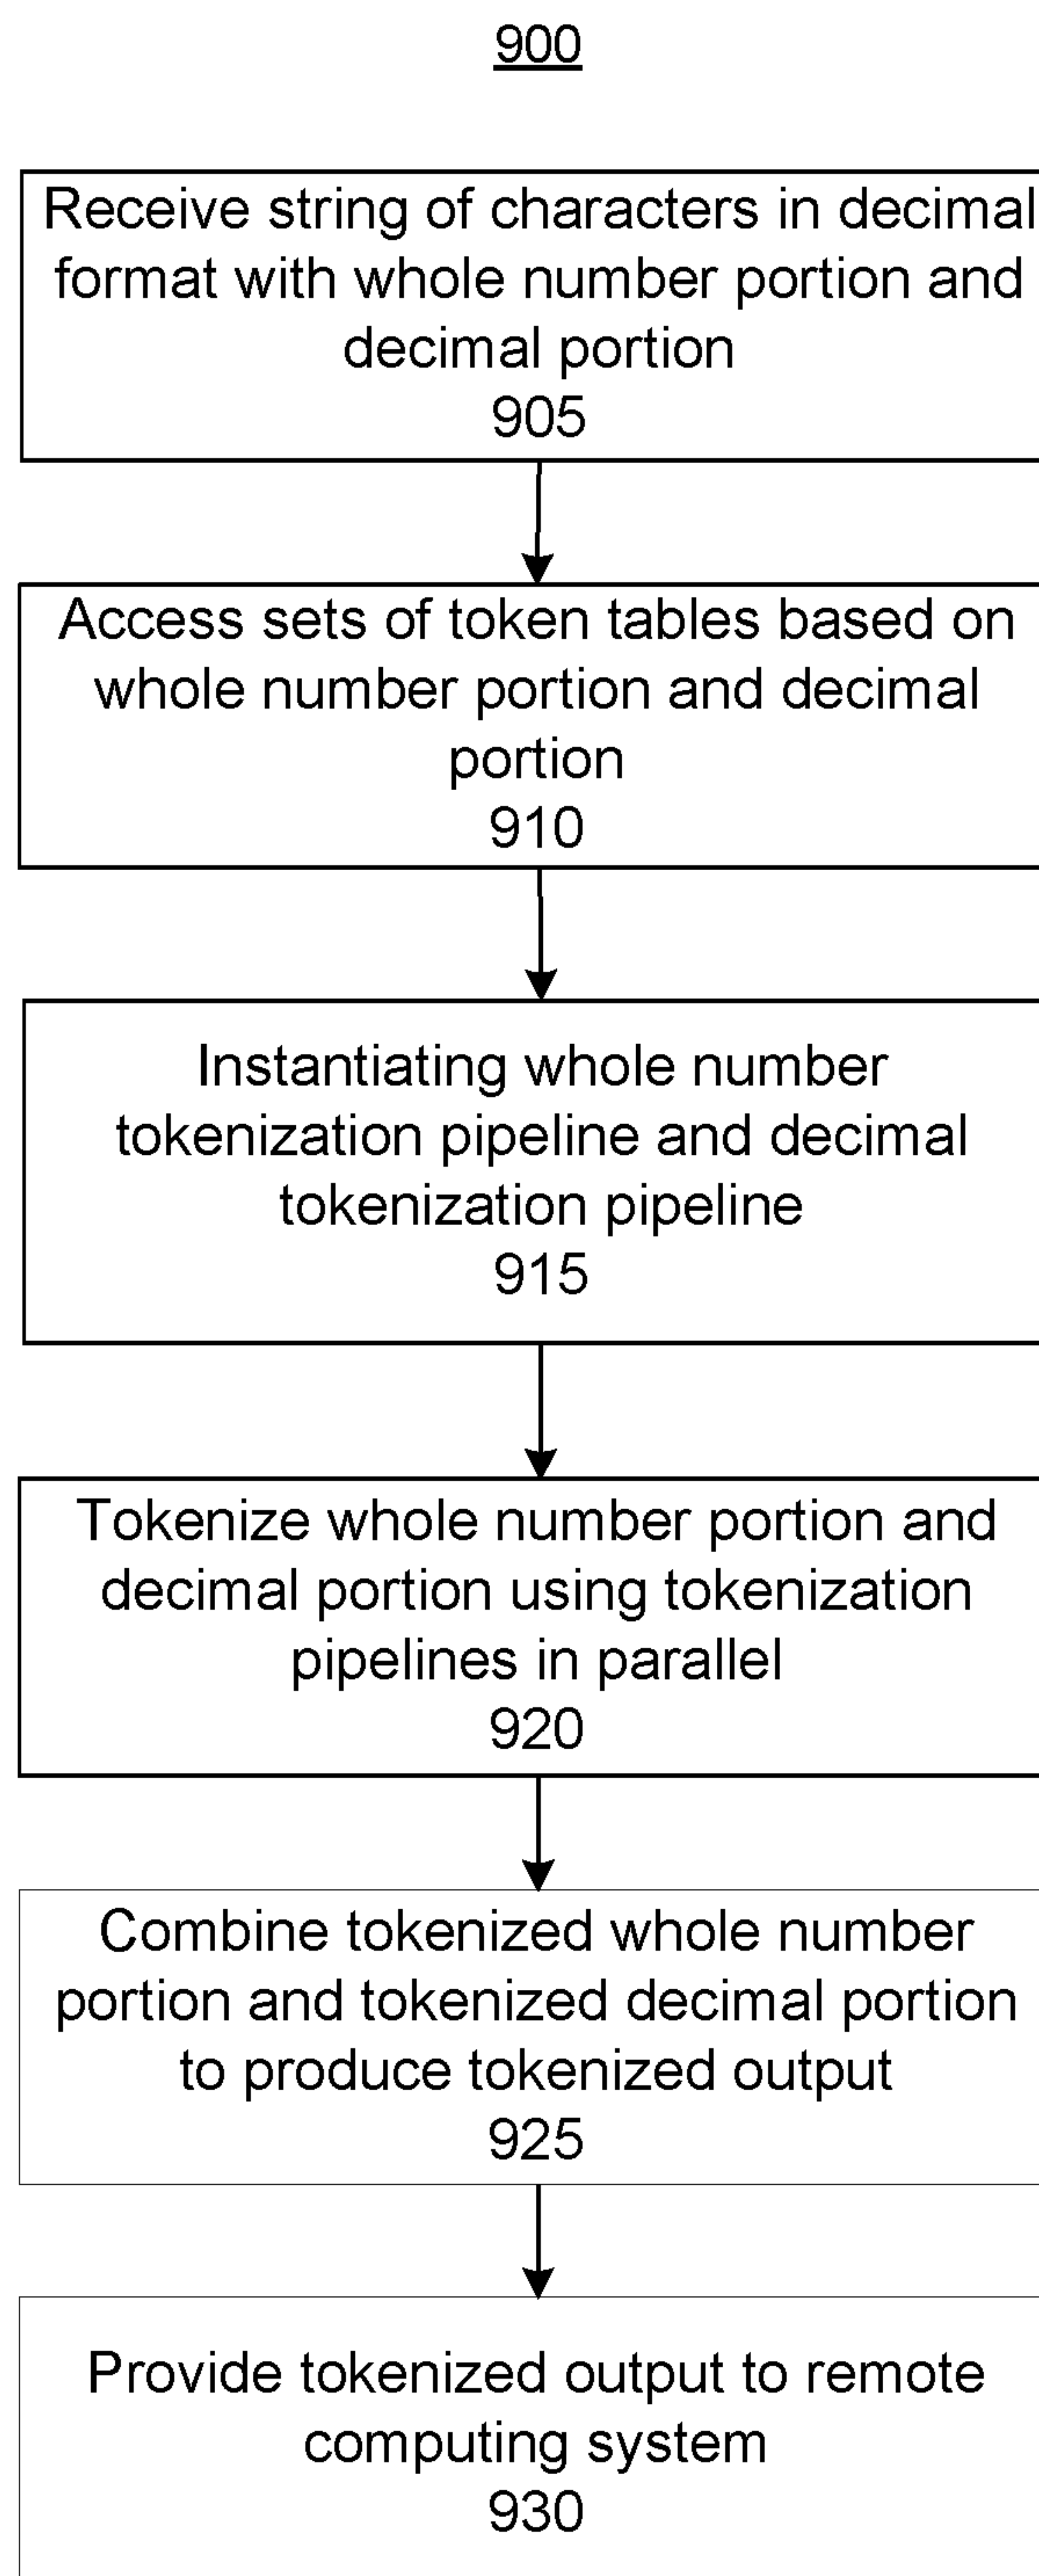 900
Receive string of characters in decimal
format with whole number portion and
decimal portion
905
Access sets of token tables based on
whole number portion and decimal
portion
910
Instantiating whole number
tokenization pipeline and decimal
tokenization pipeline
915
Tokenize whole number portion and
decimal portion using tokenization
pipelines in parallel
920
Combine tokenized whole number
portion and tokenized decimal portion
to produce tokenized output
925
Provide tokenized output to remote
computing system
930